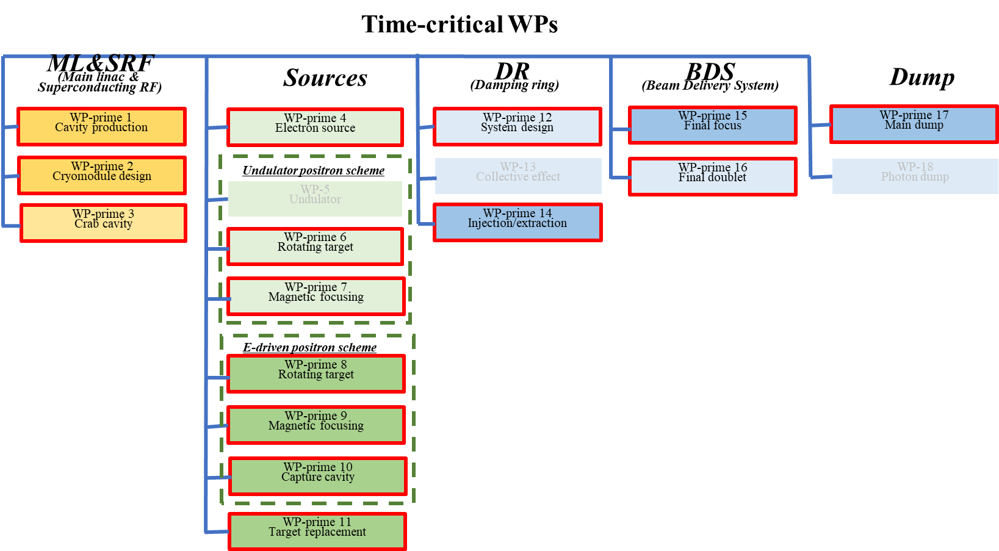 Time-critical WPs
ML&SRF
(Main linac &
Superconducting RF)
WP-prime 1
Cavity production
WP-prime 2
Cryomodule design
WP-prime 3
Crab cavity
Sources
WP-prime 4
Electron source
Undulator positron scheme
WP-5
Undulator
WP-prime 6
Rotating target
WP-prime 7
Magnetic focusing
E-driven positron scheme
WP-prime 8
Rotating target
WP-prime 9
Magnetic focusing
WP-prime 10
Capture cavity
WP-prime 11
Target replacement
DR
(Damping ring)
WP-prime 12
System design
WP-13
Collective effect
WP-prime 14
Injection/extraction
BDS
(Beam Delivery System)
WP-prime 15
Final focus
WP-prime 16
Final doublet
Dump
WP-prime 17
Main dump
WP-18
Photon dump